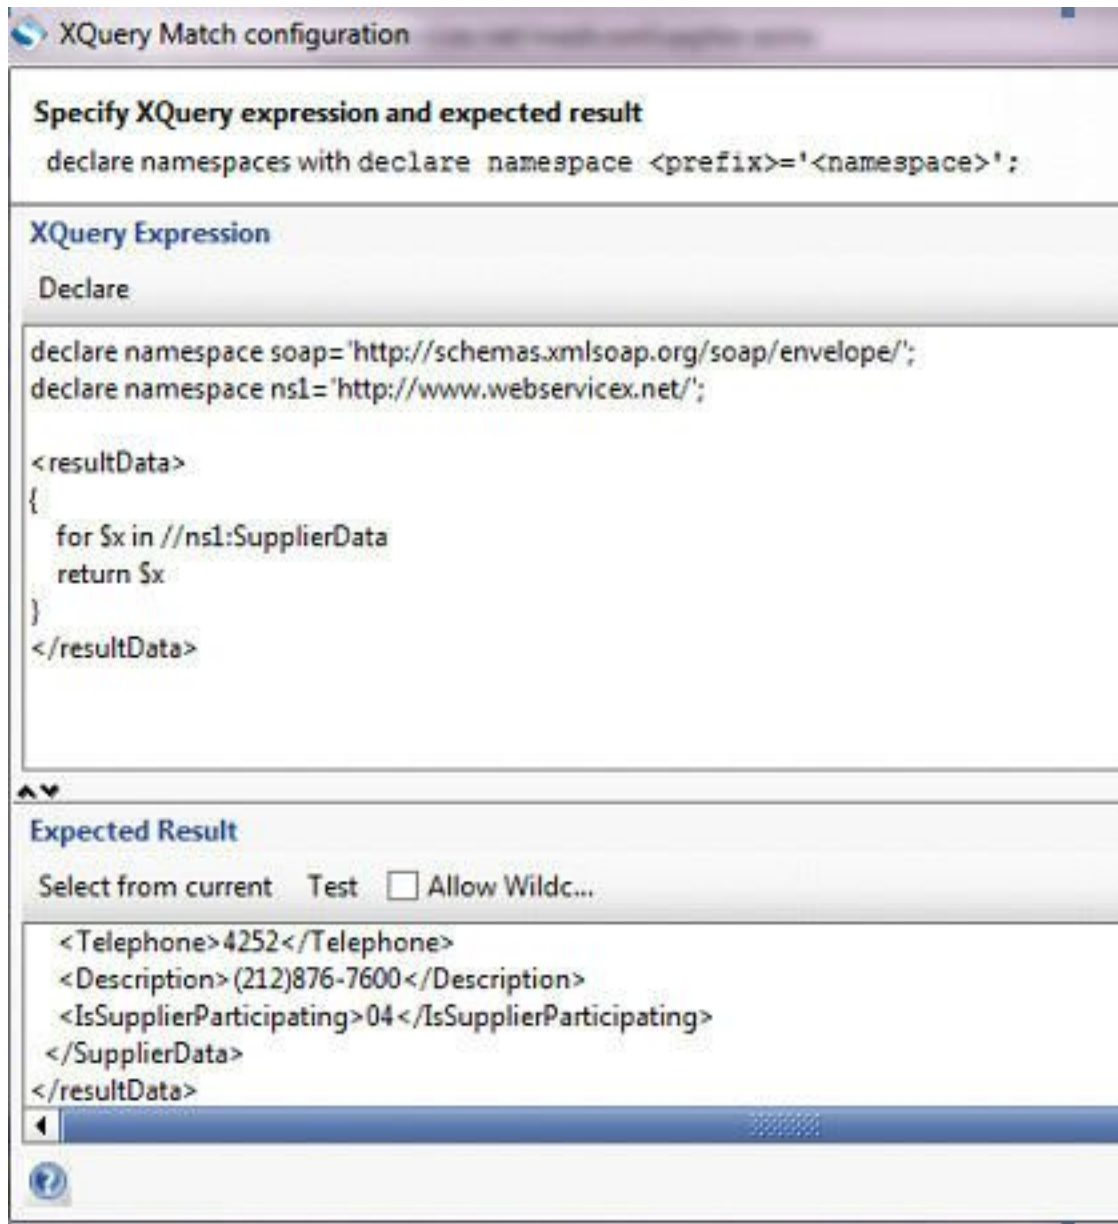 XQuery Match configuration
Specify XQuery expression and expected result
declare namespaces with declare namespace <prefix>='<namespace>';
XQuery Expression
Declare
declare namespace soap='http://schemas.xmlsoap.org/soap/envelope/';
declare namespace ns1='http://www.webservicex.net/';
<resultData>
{
for $x in //ns1:SupplierData
return $x
}
</resultData>
Expected Result
Select from current Test Allow Wildc...
<Telephone>4252</Telephone>
<Description>(212)876-7600</Description>
<IsSupplierParticipating>04</IsSupplierParticipating>
</SupplierData>
</resultData>